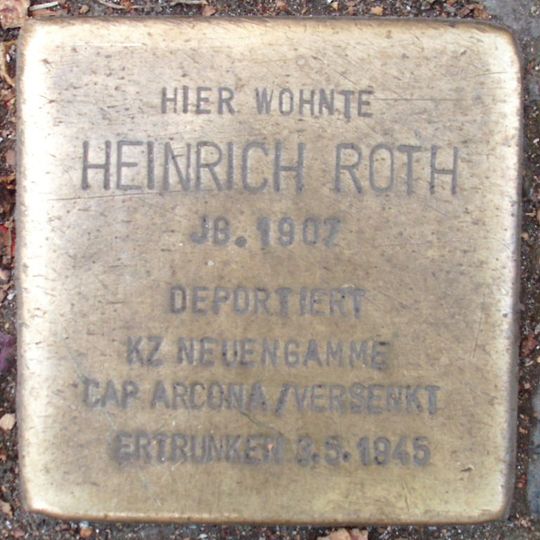 HIER WOHNTE
HEINRICH ROTH
JG. 1907
DEPORTIERT
KZ NEUENGAMME
CAP ARCONA/VERSENKT
ERTRUNKEN 3.5.1945